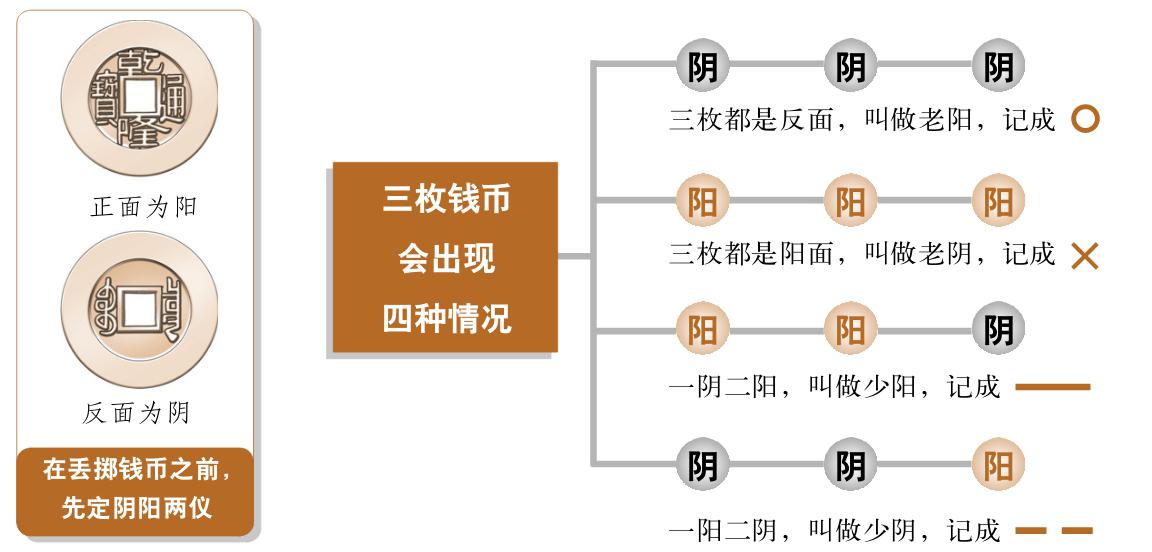 乾隆通寶
正面为阳
反面为阴
在丢掷钱币之前，
先定阴阳两仪
三枚钱币
会出现
四种情况
阴 阴 阴
三枚都是反面，叫做老阳，记成
阳 阳 阳
三枚都是阳面，叫做老阴，记成
阳 阳 阴
一阴二阳，叫做少阳，记成
阴 阴 阳
一阳二阴，叫做少阴，记成